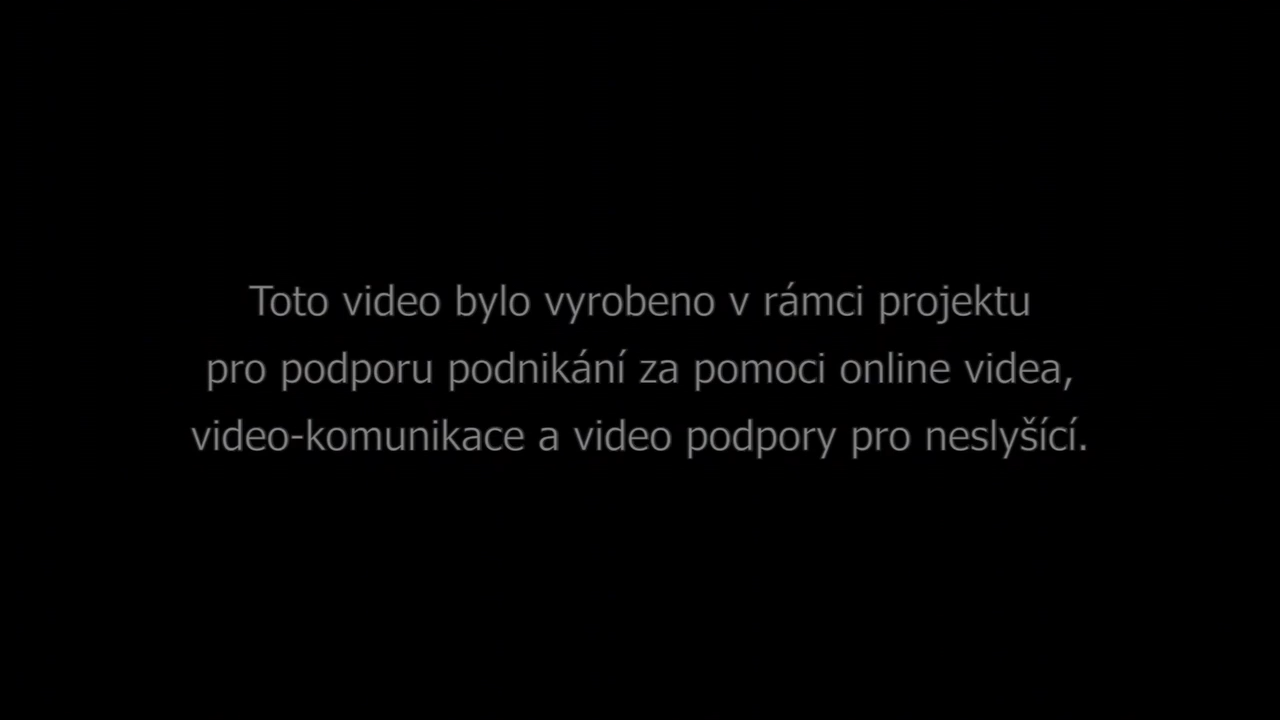 Toto video bylo vyrobeno v rámci projektu
pro podporu podnikání za pomoci online videa,
video-komunikace a video podpory pro neslyšící.